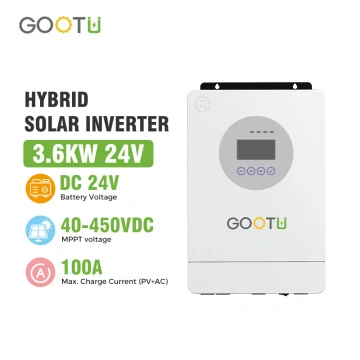 GOOTU
HYBRID
SOLAR INVERTER
3.6KW 24V
DC 24V
Battery Voltage
40-450VDC
MPPT voltage
100A
Max. Charge Current (PV+AC)
A
GOOTU